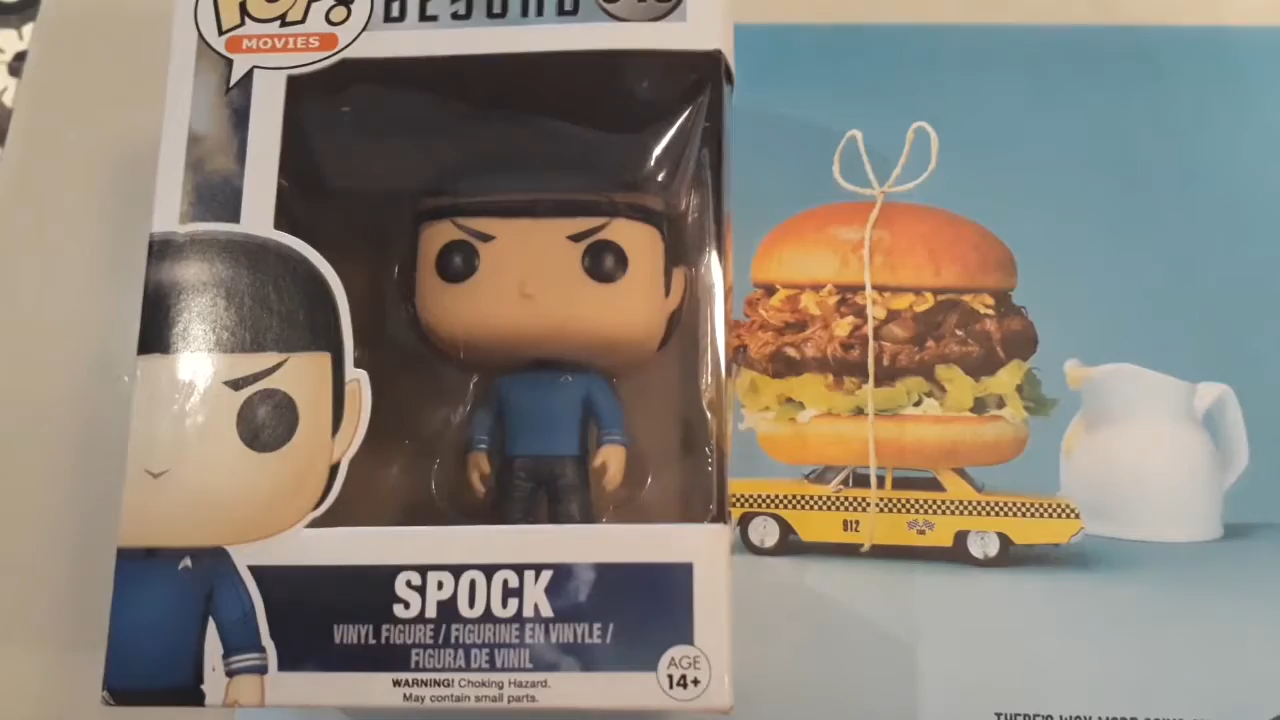 POP!
MOVIES
BEYOND
SPOCK
VINYL FIGURE / FIGURINE EN VINYLE /
FIGURA DE VINIL
WARNING! Choking Hazard.
May contain small parts.
AGE
14+
912